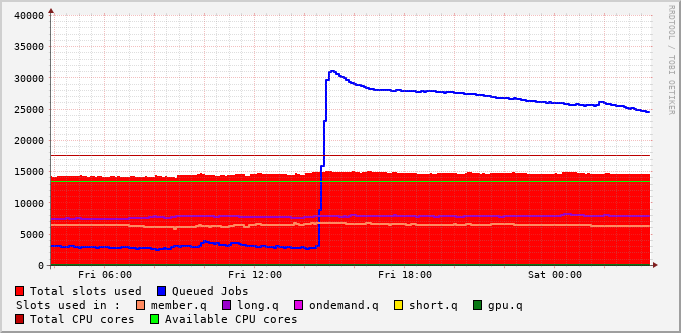 40000
35000
30000
25000
20000
15000
10000
5000
0
Fri 06:00 Fri 12:00 Fri 18:00 Sat 00:00
Total slots used Queued Jobs
Slots used in : member.q long.q ondemand.q short.q gpu.q
Total CPU cores Available CPU cores
RRDTOOL / TOBI OETIKER